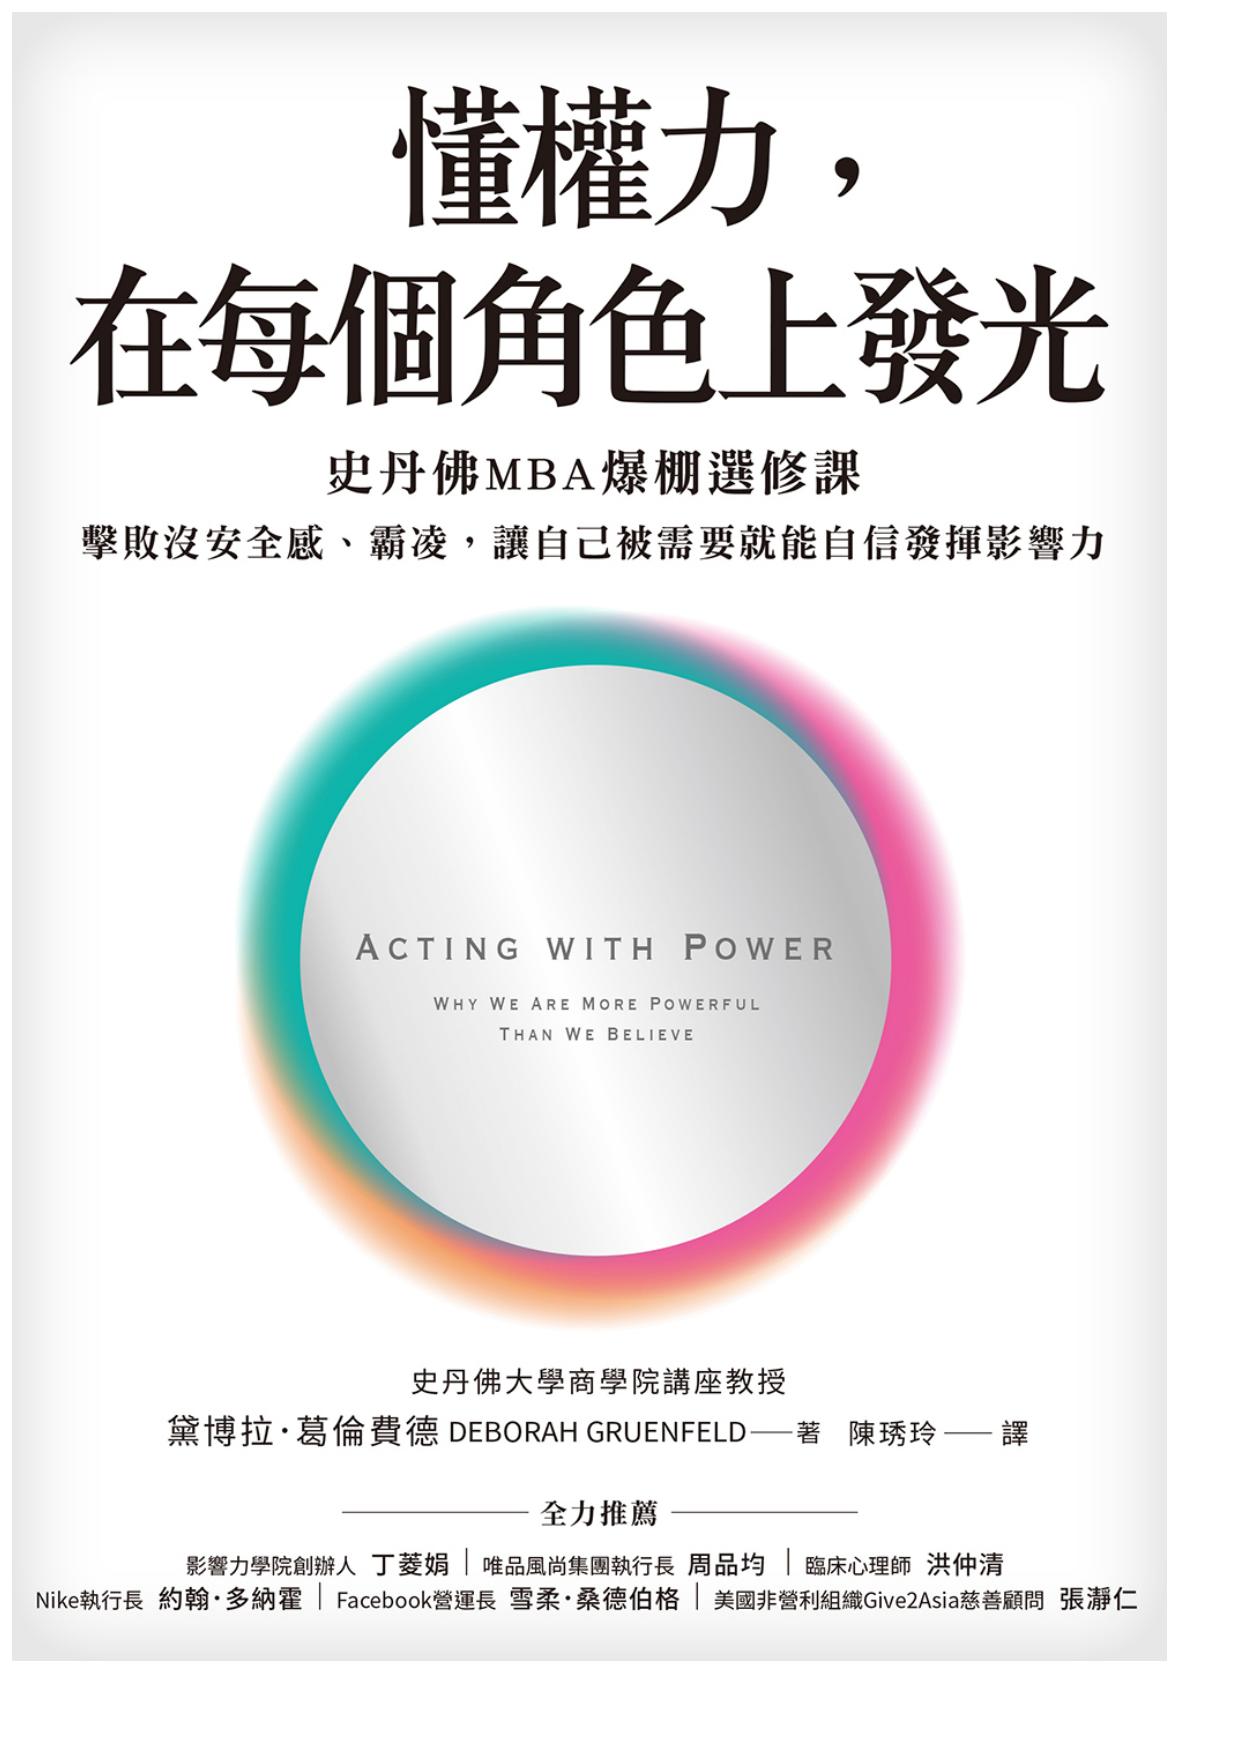 懂權力，
在每個角色上發光
史丹佛MBA爆棚選修課
擊敗沒安全感、霸凌，讓自己被需要就能自信發揮影響力
ACTING WITH POWER
WHY WE ARE MORE POWERFUL
THAN WE BELIEVE
史丹佛大學商學院講座教授
黛博拉·葛倫費德 DEBORAH GRUENFELD——著 陳琇玲——譯
全力推薦
影響力學院創辦人 丁菱娟｜唯品風尚集團執行長 周品均｜臨床心理師 洪仲清
Nike執行長 約翰·多納霍｜Facebook營運長 雪柔·桑德伯格｜美國非營利組織Give2Asia慈善顧問 張瀞仁